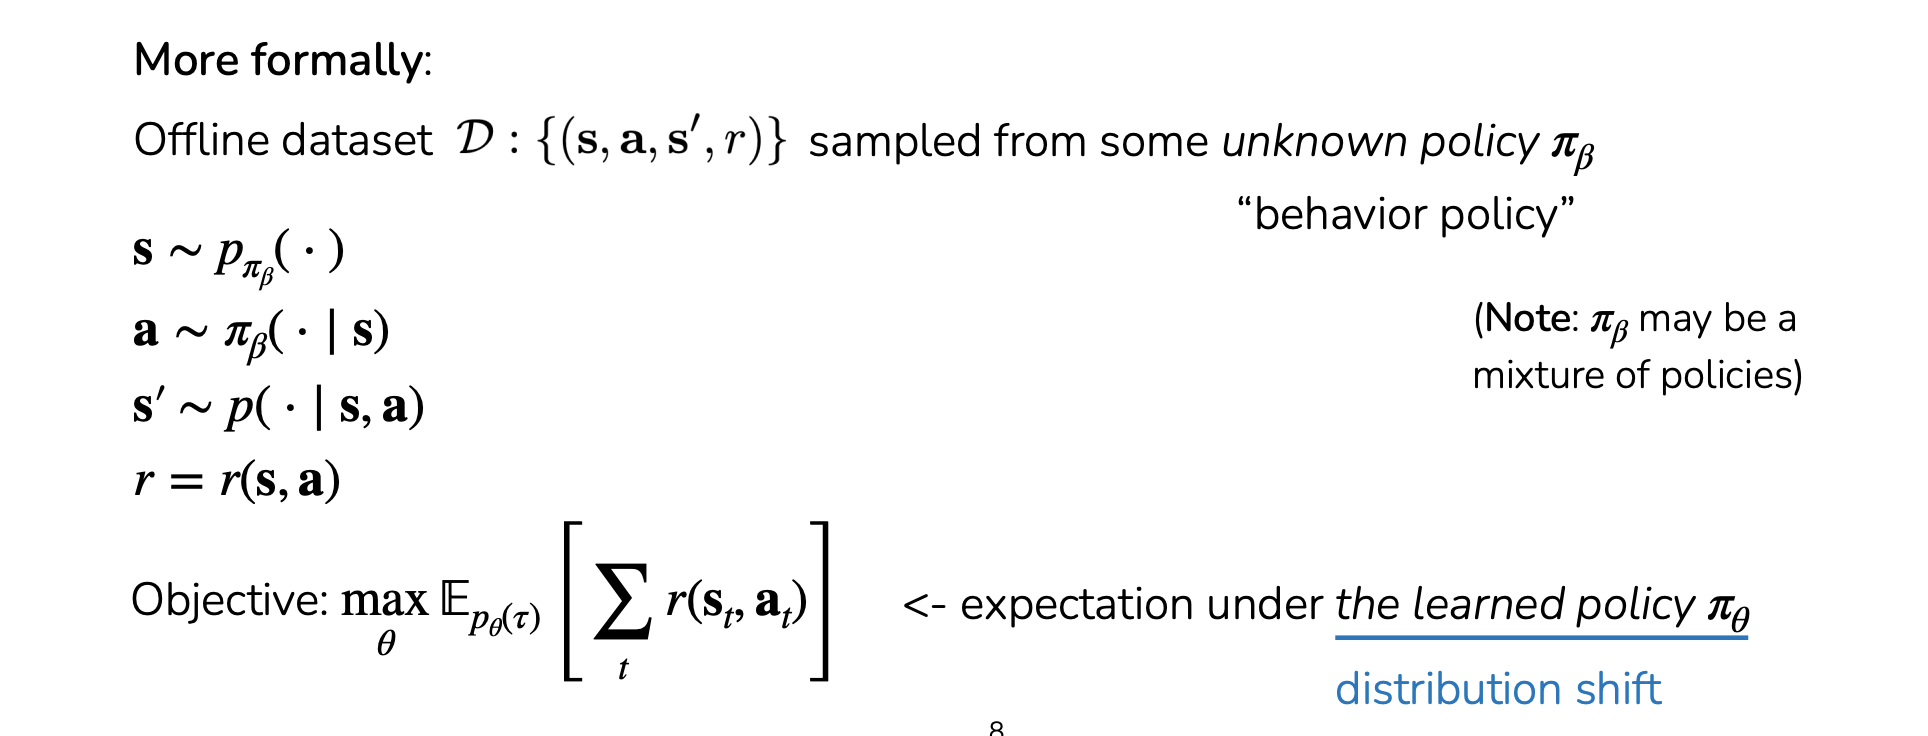 More formally:
Offline dataset 𝒟 : {(s, a, s′, r)} sampled from some unknown policy π_β
“behavior policy”
s ∼ p_{π_β}( · )
a ∼ π_β( · | s)
(Note: π_β may be a
mixture of policies)
s′ ∼ p( · | s, a)
r = r(s, a)
Objective: max_θ 𝔼_{p_θ(τ)} [ ∑_t r(s_t, a_t) ] <- expectation under the learned policy π_θ
distribution shift
8